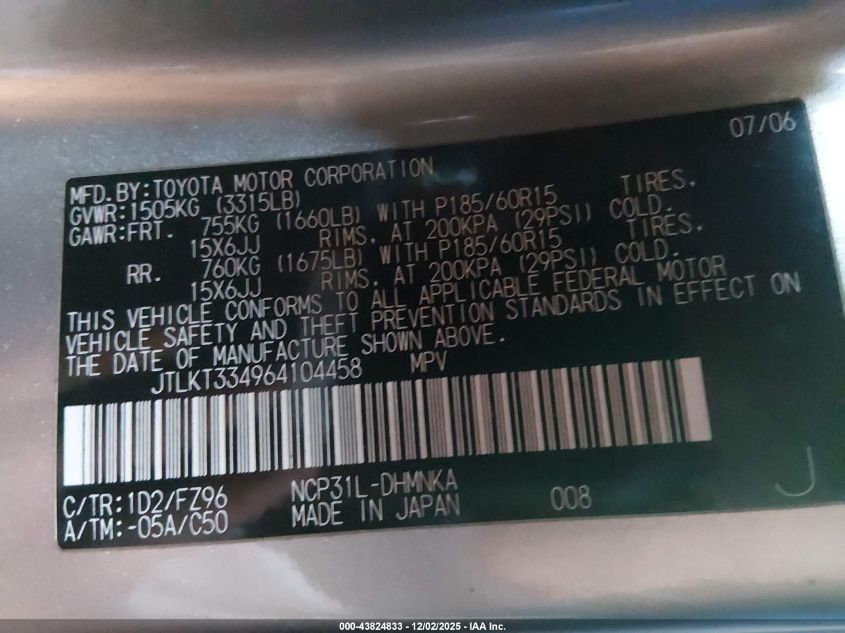 07/06
MFD.BY:TOYOTA MOTOR CORPORATION
GVWR:1505KG (3315LB)
GAWR:FRT. 755KG (1660LB) WITH P185/60R15 TIRES.
15X6JJ RIMS, AT 200KPA (29PSI) COLD.
RR. 760KG (1675LB) WITH P185/60R15 TIRES.
15X6JJ RIMS, AT 200KPA (29PSI) COLD.
THIS VEHICLE CONFORMS TO ALL APPLICABLE FEDERAL MOTOR
VEHICLE SAFETY AND THEFT PREVENTION STANDARDS IN EFFECT ON
THE DATE OF MANUFACTURE SHOWN ABOVE.
JTLKT334964104458 MPV
C/TR:1D2/FZ96 NCP31L-DHMNKA 008 J
A/TM:-05A/C50 MADE IN JAPAN
000-43824833 - 12/02/2025 - IAA Inc.